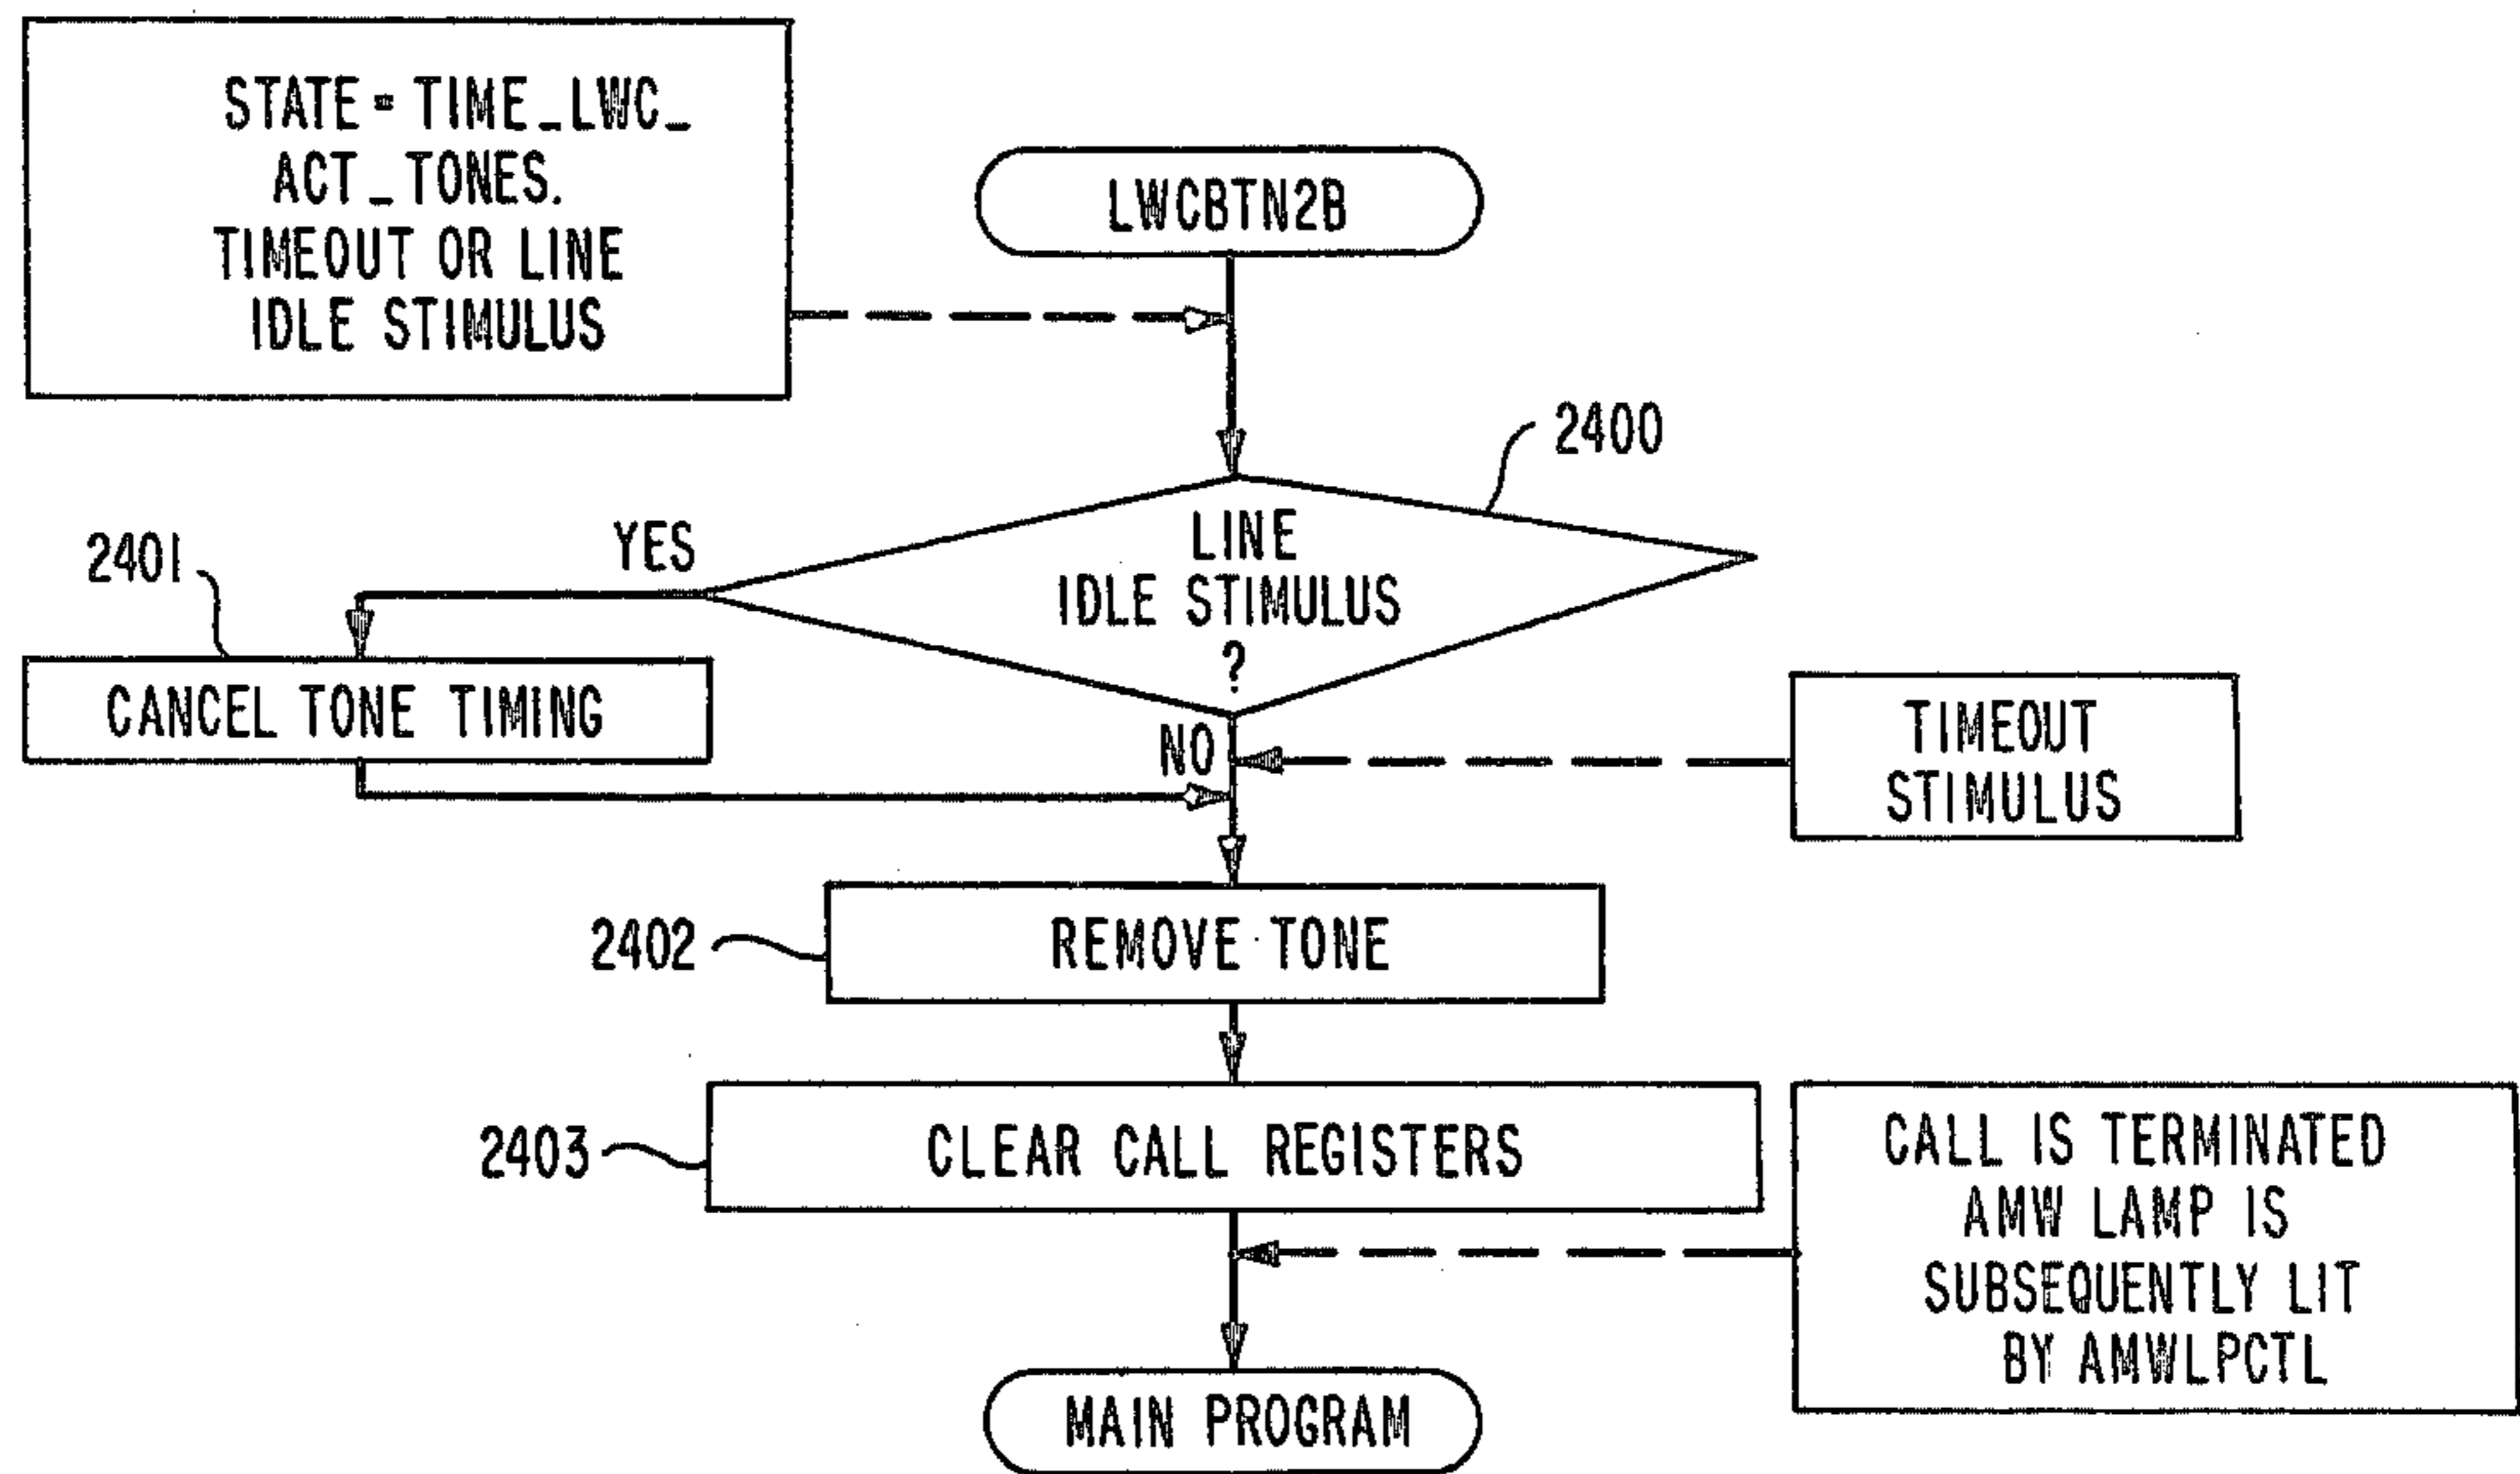 STATE = TIME_LWC_
ACT_TONES.
TIMEOUT OR LINE
IDLE STIMULUS
LWCBTN2B
2400
LINE
IDLE STIMULUS
?
YES
2401
CANCEL TONE TIMING
NO
TIMEOUT
STIMULUS
2402
REMOVE TONE
2403
CLEAR CALL REGISTERS
CALL IS TERMINATED
AMW LAMP IS
SUBSEQUENTLY LIT
BY AMWLPCTL
MAIN PROGRAM